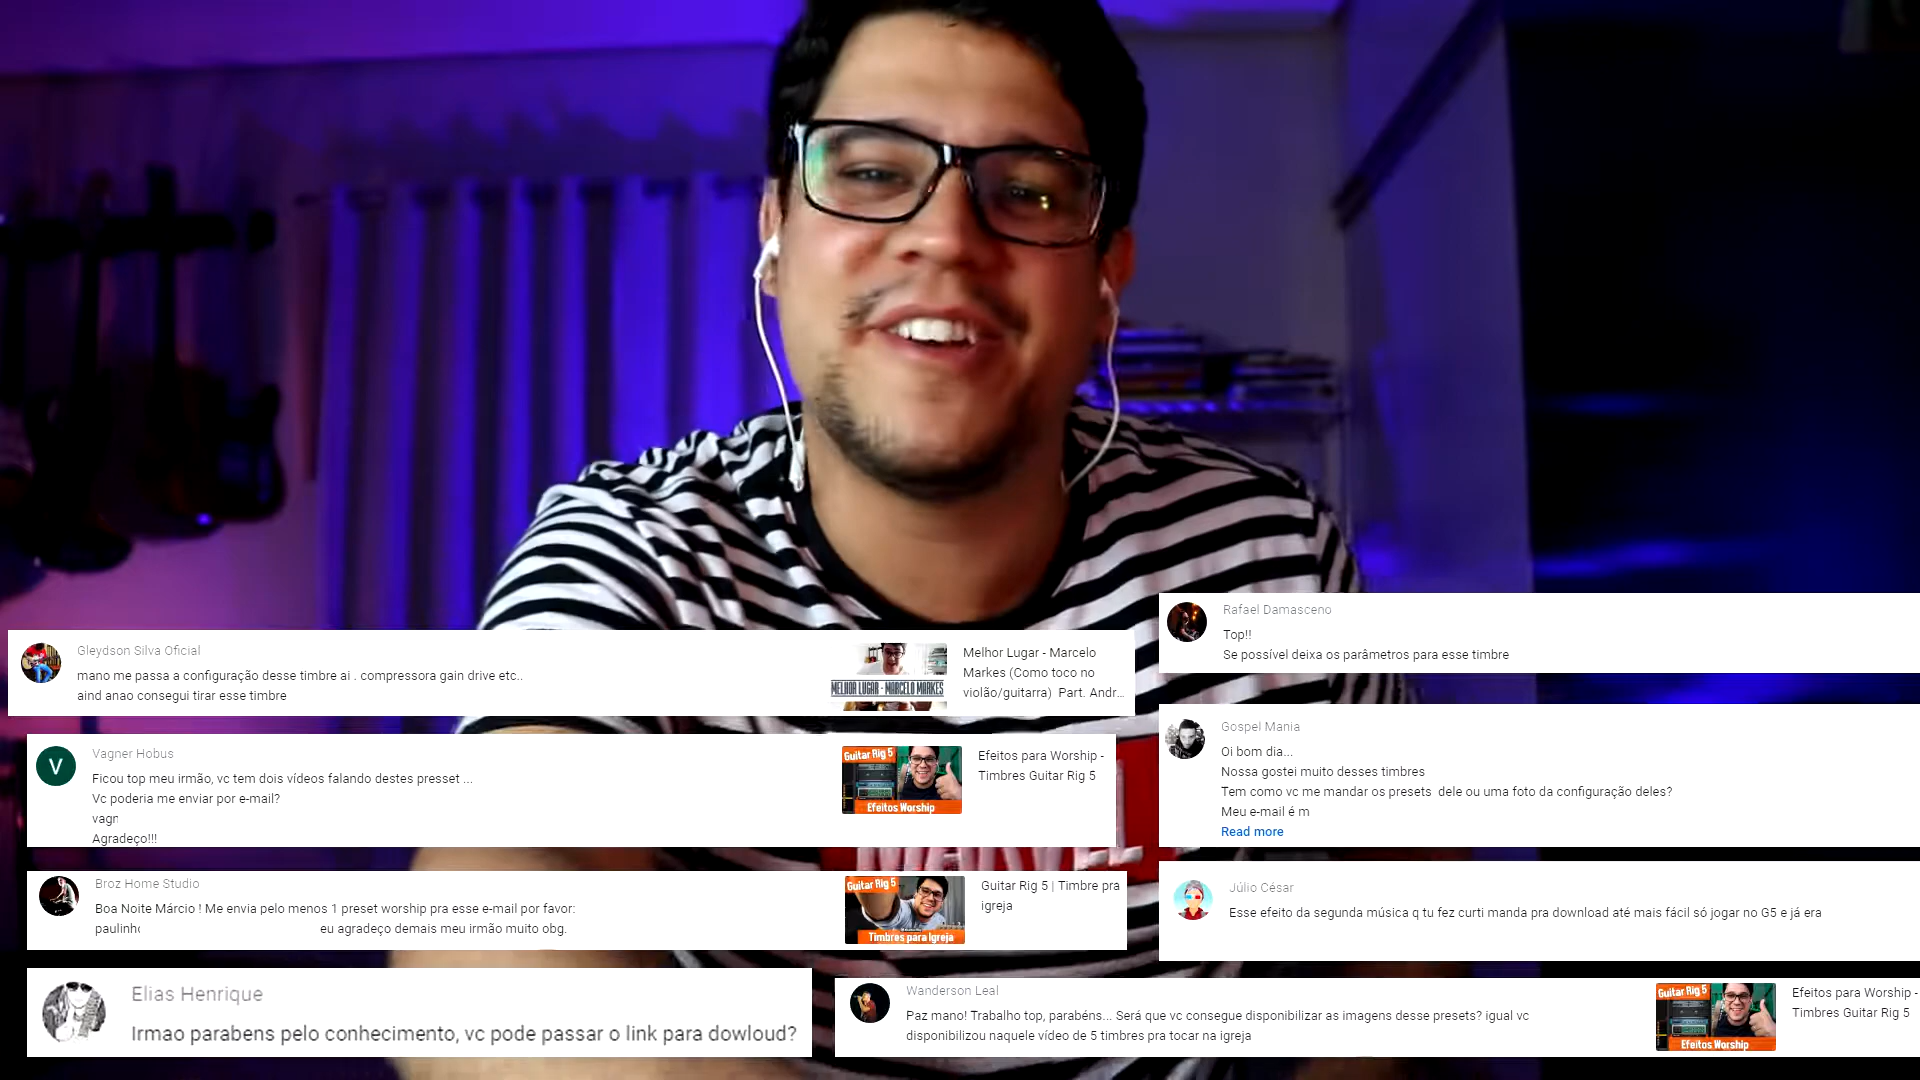 Gleydson Silva Oficial
mano me passa a configuração desse timbre ai . compressora gain drive etc..
aind anao consegui tirar esse timbre
MELHOR LUGAR - MARCELO MARKES
Melhor Lugar - Marcelo
Markes (Como toco no
violão/guitarra) Part. Andr...
Vagner Hobus
V
Ficou top meu irmão, vc tem dois vídeos falando destes presset ...
Vc poderia me enviar por e-mail?
vagr
Agradeço!!!
Guitar Rig 5
Efeitos Worship
Efeitos para Worship -
Timbres Guitar Rig 5
Broz Home Studio
Boa Noite Márcio ! Me envia pelo menos 1 preset worship pra esse e-mail por favor:
paulinho eu agradeço demais meu irmão muito obg.
Guitar Rig 5
Timbres para Igreja
Guitar Rig 5 | Timbre pra
igreja
Elias Henrique
Irmao parabens pelo conhecimento, vc pode passar o link para dowloud?
Rafael Damasceno
Top!!
Se possível deixa os parâmetros para esse timbre
Gospel Mania
Oi bom dia...
Nossa gostei muito desses timbres
Tem como vc me mandar os presets dele ou uma foto da configuração deles?
Meu e-mail é m
Read more
Júlio César
Esse efeito da segunda música q tu fez curti manda pra download até mais fácil só jogar no G5 e já era
Wanderson Leal
Paz mano! Trabalho top, parabéns... Será que vc consegue disponibilizar as imagens desse presets? igual vc
disponibilizou naquele vídeo de 5 timbres pra tocar na igreja
Guitar Rig 5
Efeitos Worship
Efeitos para Worship -
Timbres Guitar Rig 5